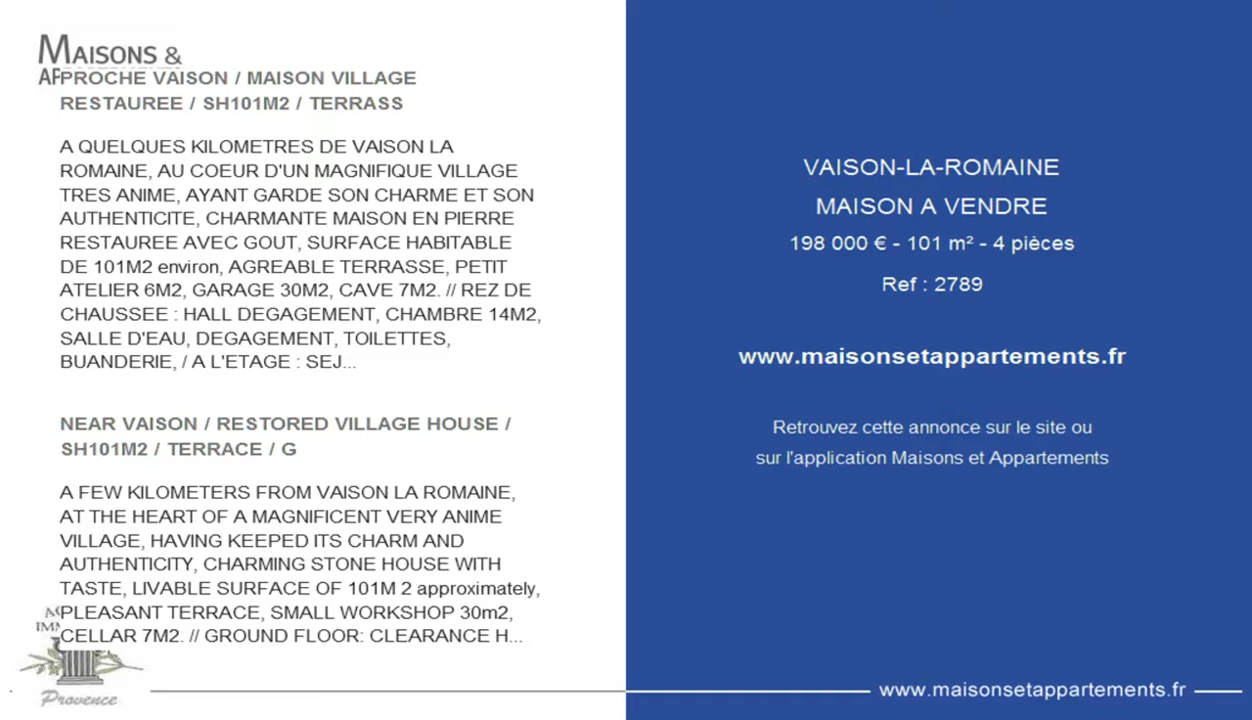 MAISONS &
PROCHE VAISON / MAISON VILLAGE
RESTAUREE / SH101M2 / TERRASS
A QUELQUES KILOMETRES DE VAISON LA
ROMAINE, AU COEUR D'UN MAGNIFIQUE VILLAGE
TRES ANIME, AYANT GARDE SON CHARME ET SON
AUTHENTICITE, CHARMANTE MAISON EN PIERRE
RESTAUREE AVEC GOUT, SURFACE HABITABLE
DE 101M2 environ, AGREABLE TERRASSE, PETIT
ATELIER 6M2, GARAGE 30M2, CAVE 7M2. // REZ DE
CHAUSSEE : HALL DEGAGEMENT, CHAMBRE 14M2,
SALLE D'EAU, DEGAGEMENT, TOILETTES,
BUANDERIE, / A L'ETAGE : SEJ...
NEAR VAISON / RESTORED VILLAGE HOUSE /
SH101M2 / TERRACE / G
A FEW KILOMETERS FROM VAISON LA ROMAINE,
AT THE HEART OF A MAGNIFICENT VERY ANIME
VILLAGE, HAVING KEEPED ITS CHARM AND
AUTHENTICITY, CHARMING STONE HOUSE WITH
TASTE, LIVABLE SURFACE OF 101M 2 approximately,
PLEASANT TERRACE, SMALL WORKSHOP 30m2,
CELLAR 7M2. // GROUND FLOOR: CLEARANCE H...
Provence
VAISON-LA-ROMAINE
MAISON A VENDRE
198 000 € - 101 m² - 4 pièces
Ref : 2789
www.maisonsetappartements.fr
Retrouvez cette annonce sur le site ou
sur l'application Maisons et Appartements
www.maisonsetappartements.fr